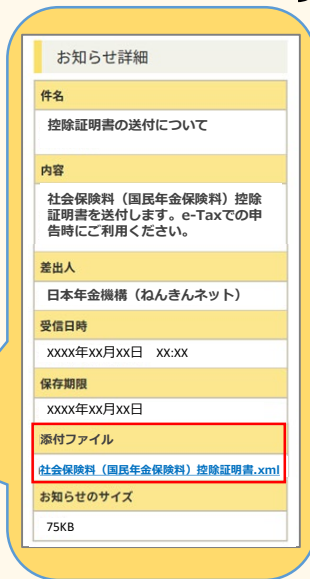 お知らせ詳細
件名
控除証明書の送付について
内容
社会保険料（国民年金保険料）控除
証明書を送付します。e-Taxでの申
告時にご利用ください。
差出人
日本年金機構（ねんきんネット）
受信日時
XXXX年XX月XX日 XX:XX
保存期限
XXXX年XX月XX日
添付ファイル
社会保険料（国民年金保険料）控除証明書.xml
お知らせのサイズ
75KB